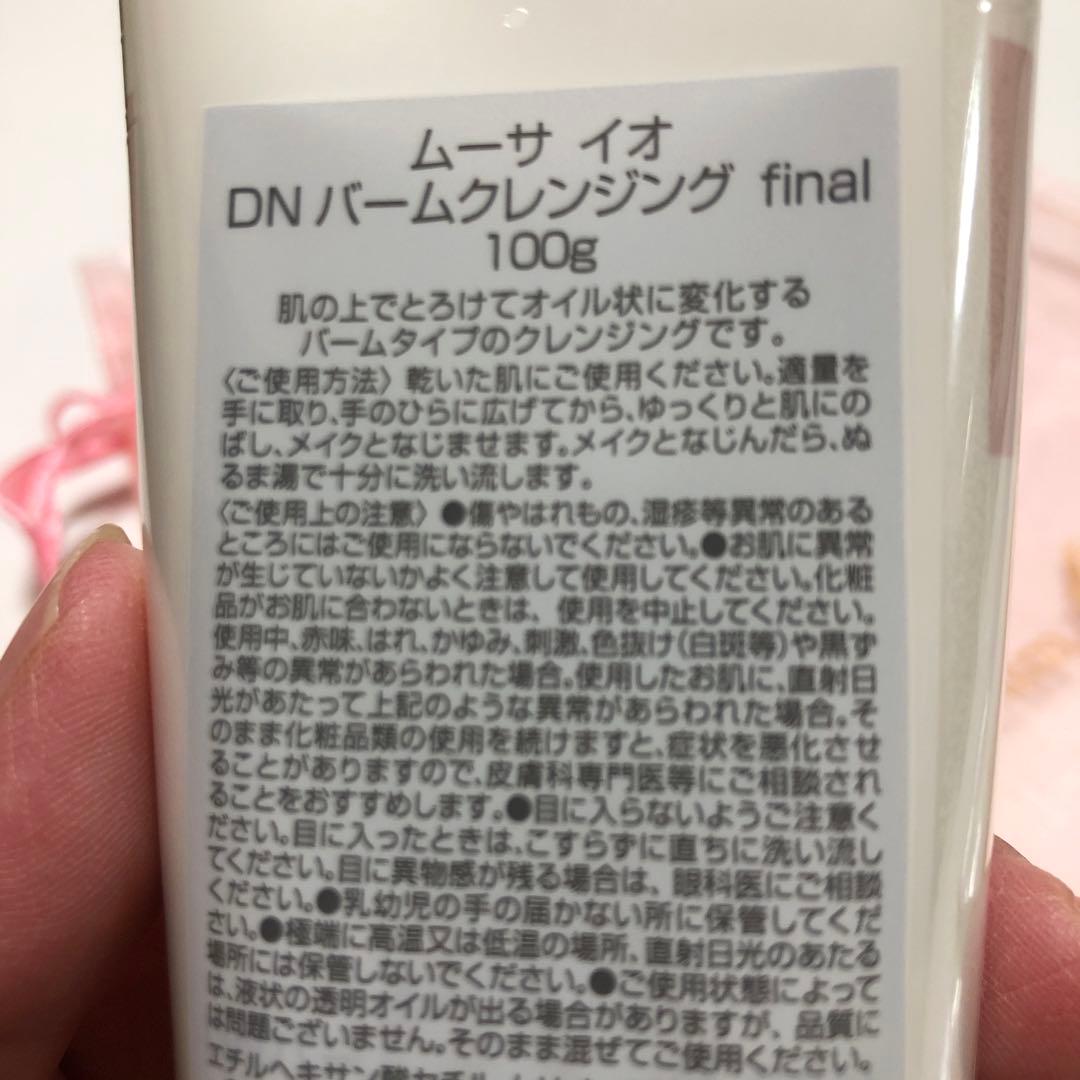 ムーサ イオ
DN バームクレンジング final
100g
肌の上でとろけてオイル状に変化する
バームタイプのクレンジングです。
〈ご使用方法〉乾いた肌にご使用ください。適量を
手に取り、手のひらに広げてから、ゆっくりと肌にの
ばし、メイクとなじませます。メイクとなじんだら、ぬ
るま湯で十分に洗い流します。
〈ご使用上の注意〉●傷やはれもの、湿疹等異常のある
ところにはご使用にならないでください。●お肌に異常
が生じていないかよく注意して使用してください。化粧
品がお肌に合わないときは、使用を中止してください。
使用中、赤味、はれ、かゆみ、刺激、色抜け(白斑等)や黒ず
み等の異常があらわれた場合。使用したお肌に、直射日
光があたって上記のような異常があらわれた場合。そ
のまま化粧品類の使用を続けますと、症状を悪化させ
ることがありますので、皮膚科専門医等にご相談され
ることをおすすめします。●目に入らないようご注意く
ださい。目に入ったときは、こすらずに直ちに洗い流し
てください。目に異物感が残る場合は、眼科医にご相談
ください。●乳幼児の手の届かない所に保管してくだ
さい。●極端に高温又は低温の場所、直射日光のあたる
場所には保管しないでください。●ご使用状態によって
は、液状の透明オイルが出る場合がありますが、品質に
は問題ございません。そのまま混ぜてご使用ください。
エチルヘキサン酸セチル